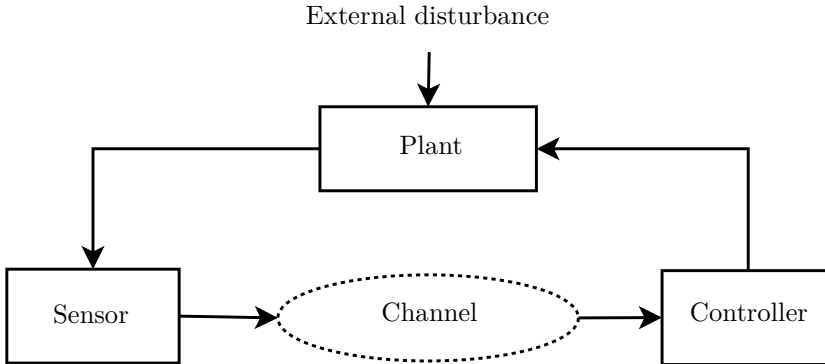 External disturbance
Plant
Sensor
Channel
Controller